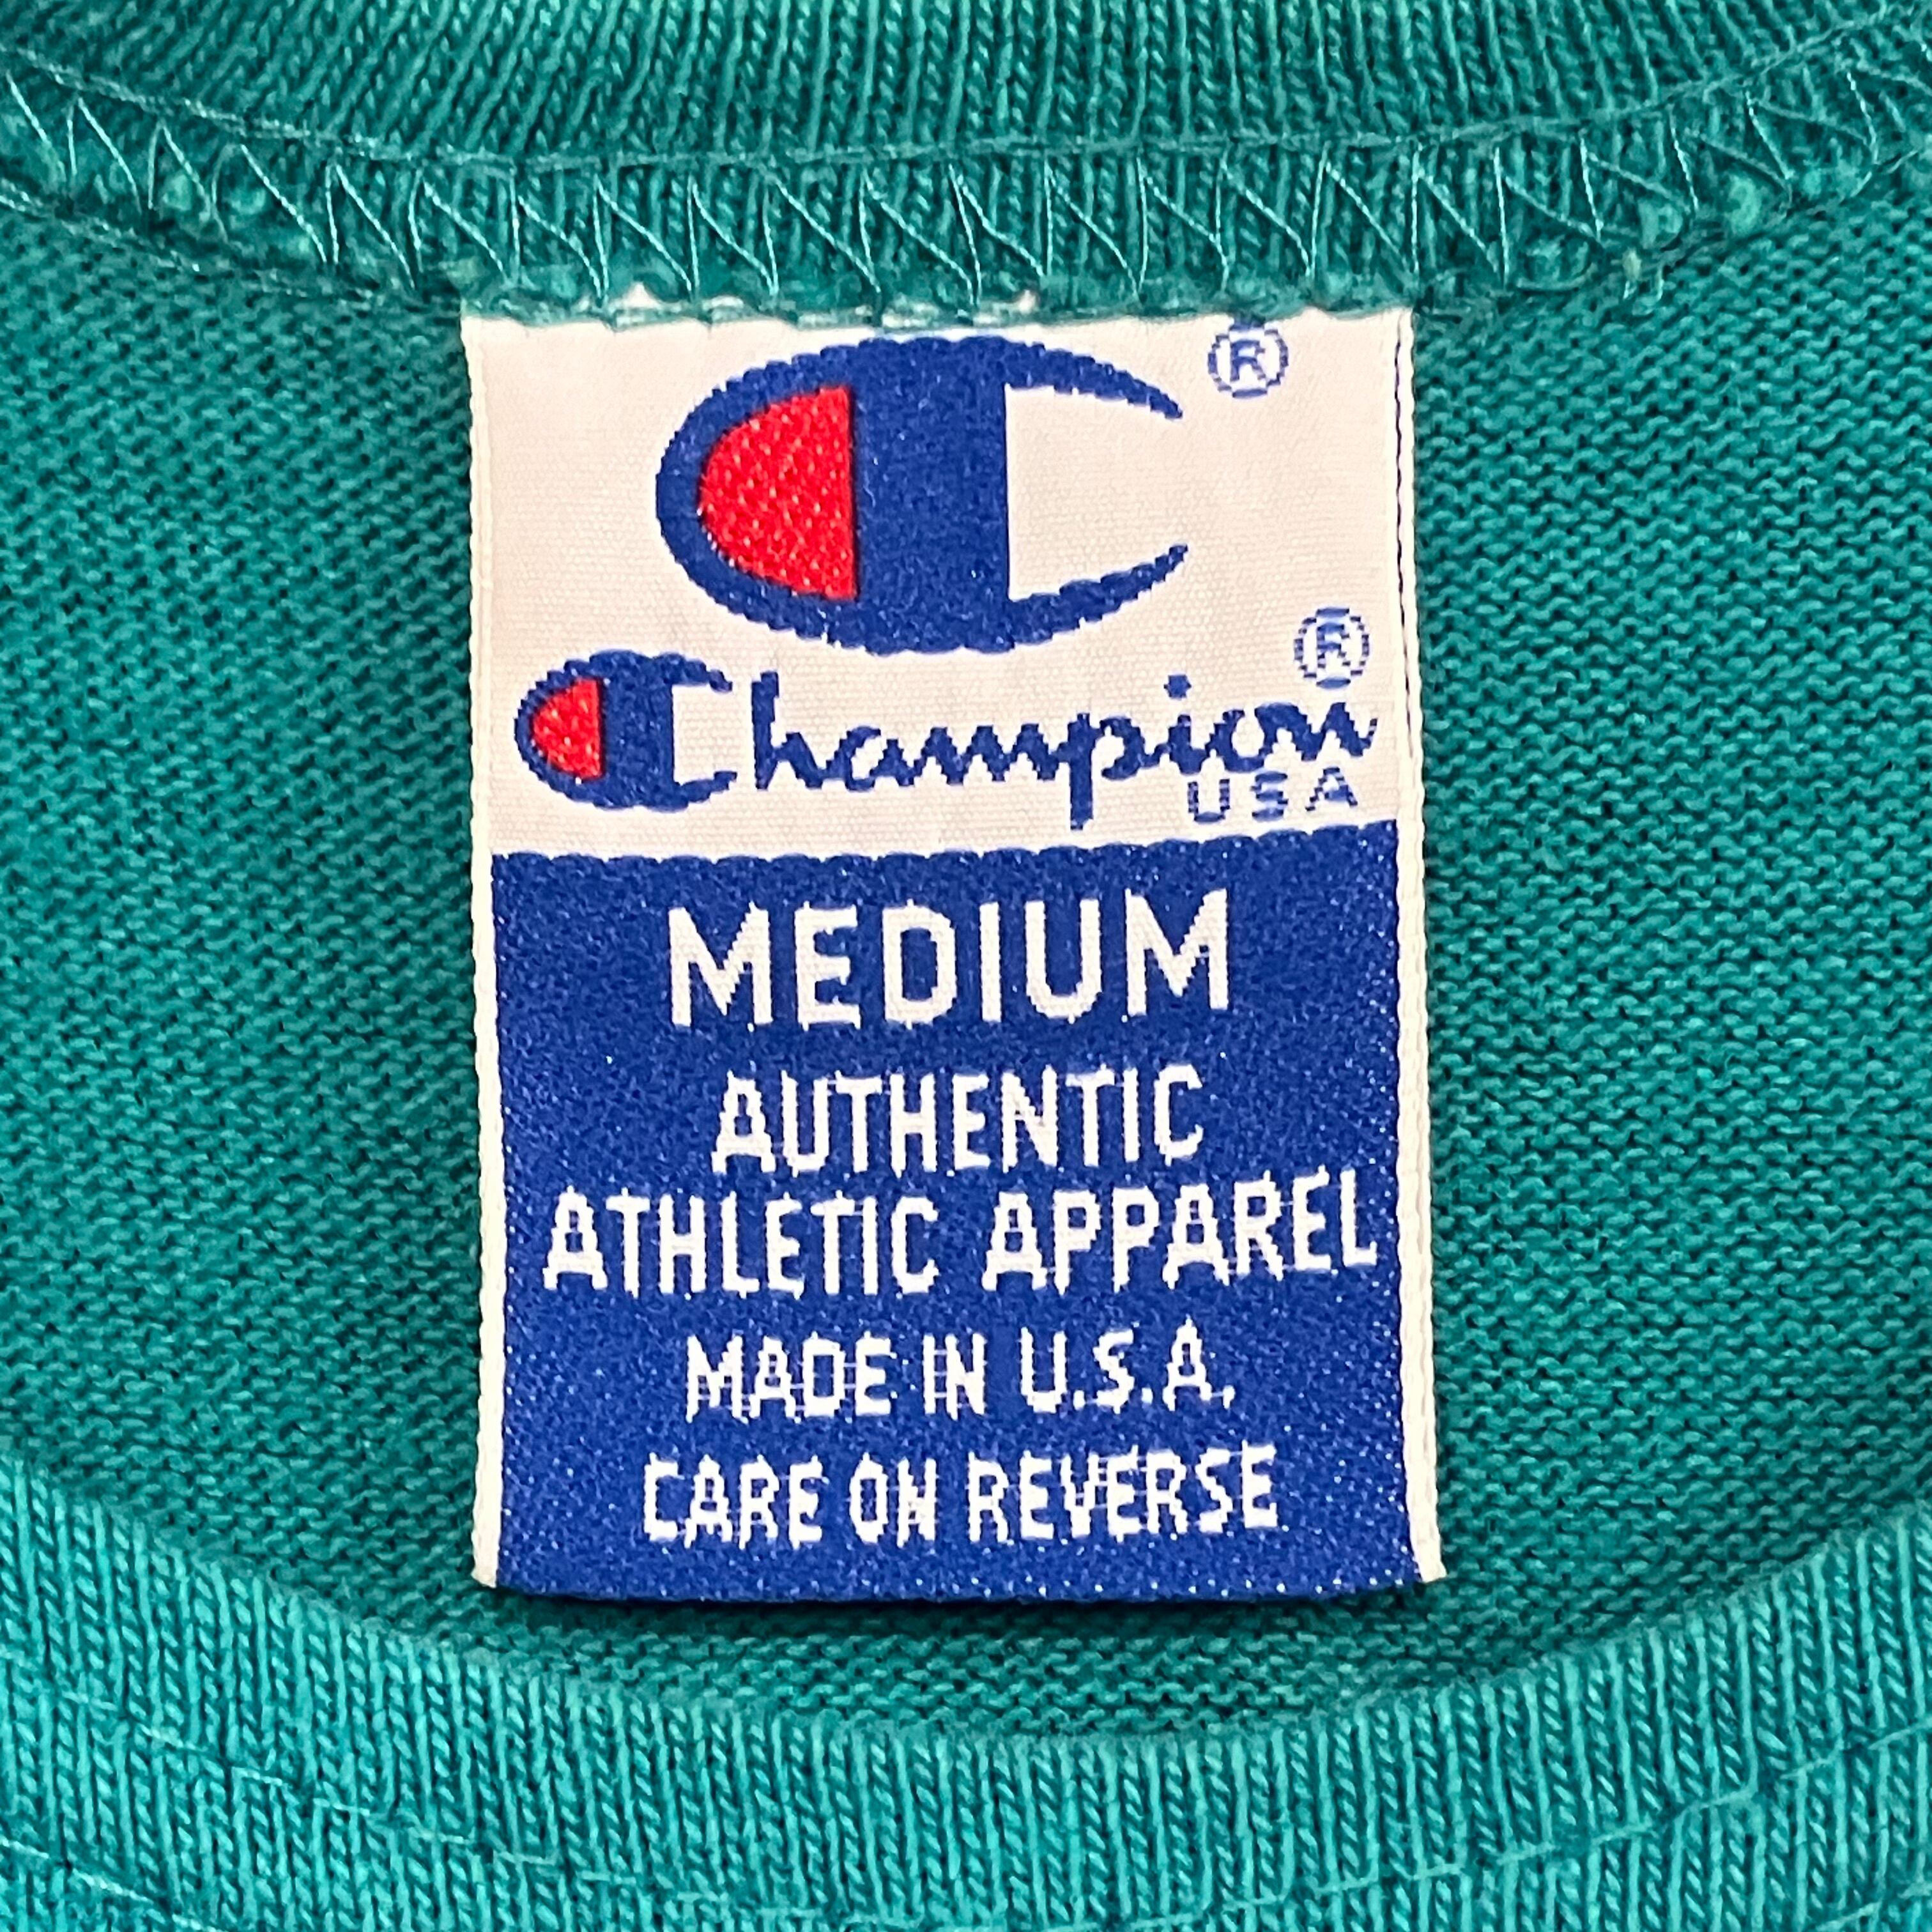 C®
Champion®
USA
MEDIUM
AUTHENTIC
ATHLETIC APPAREL
MADE IN U.S.A.
CARE ON REVERSE